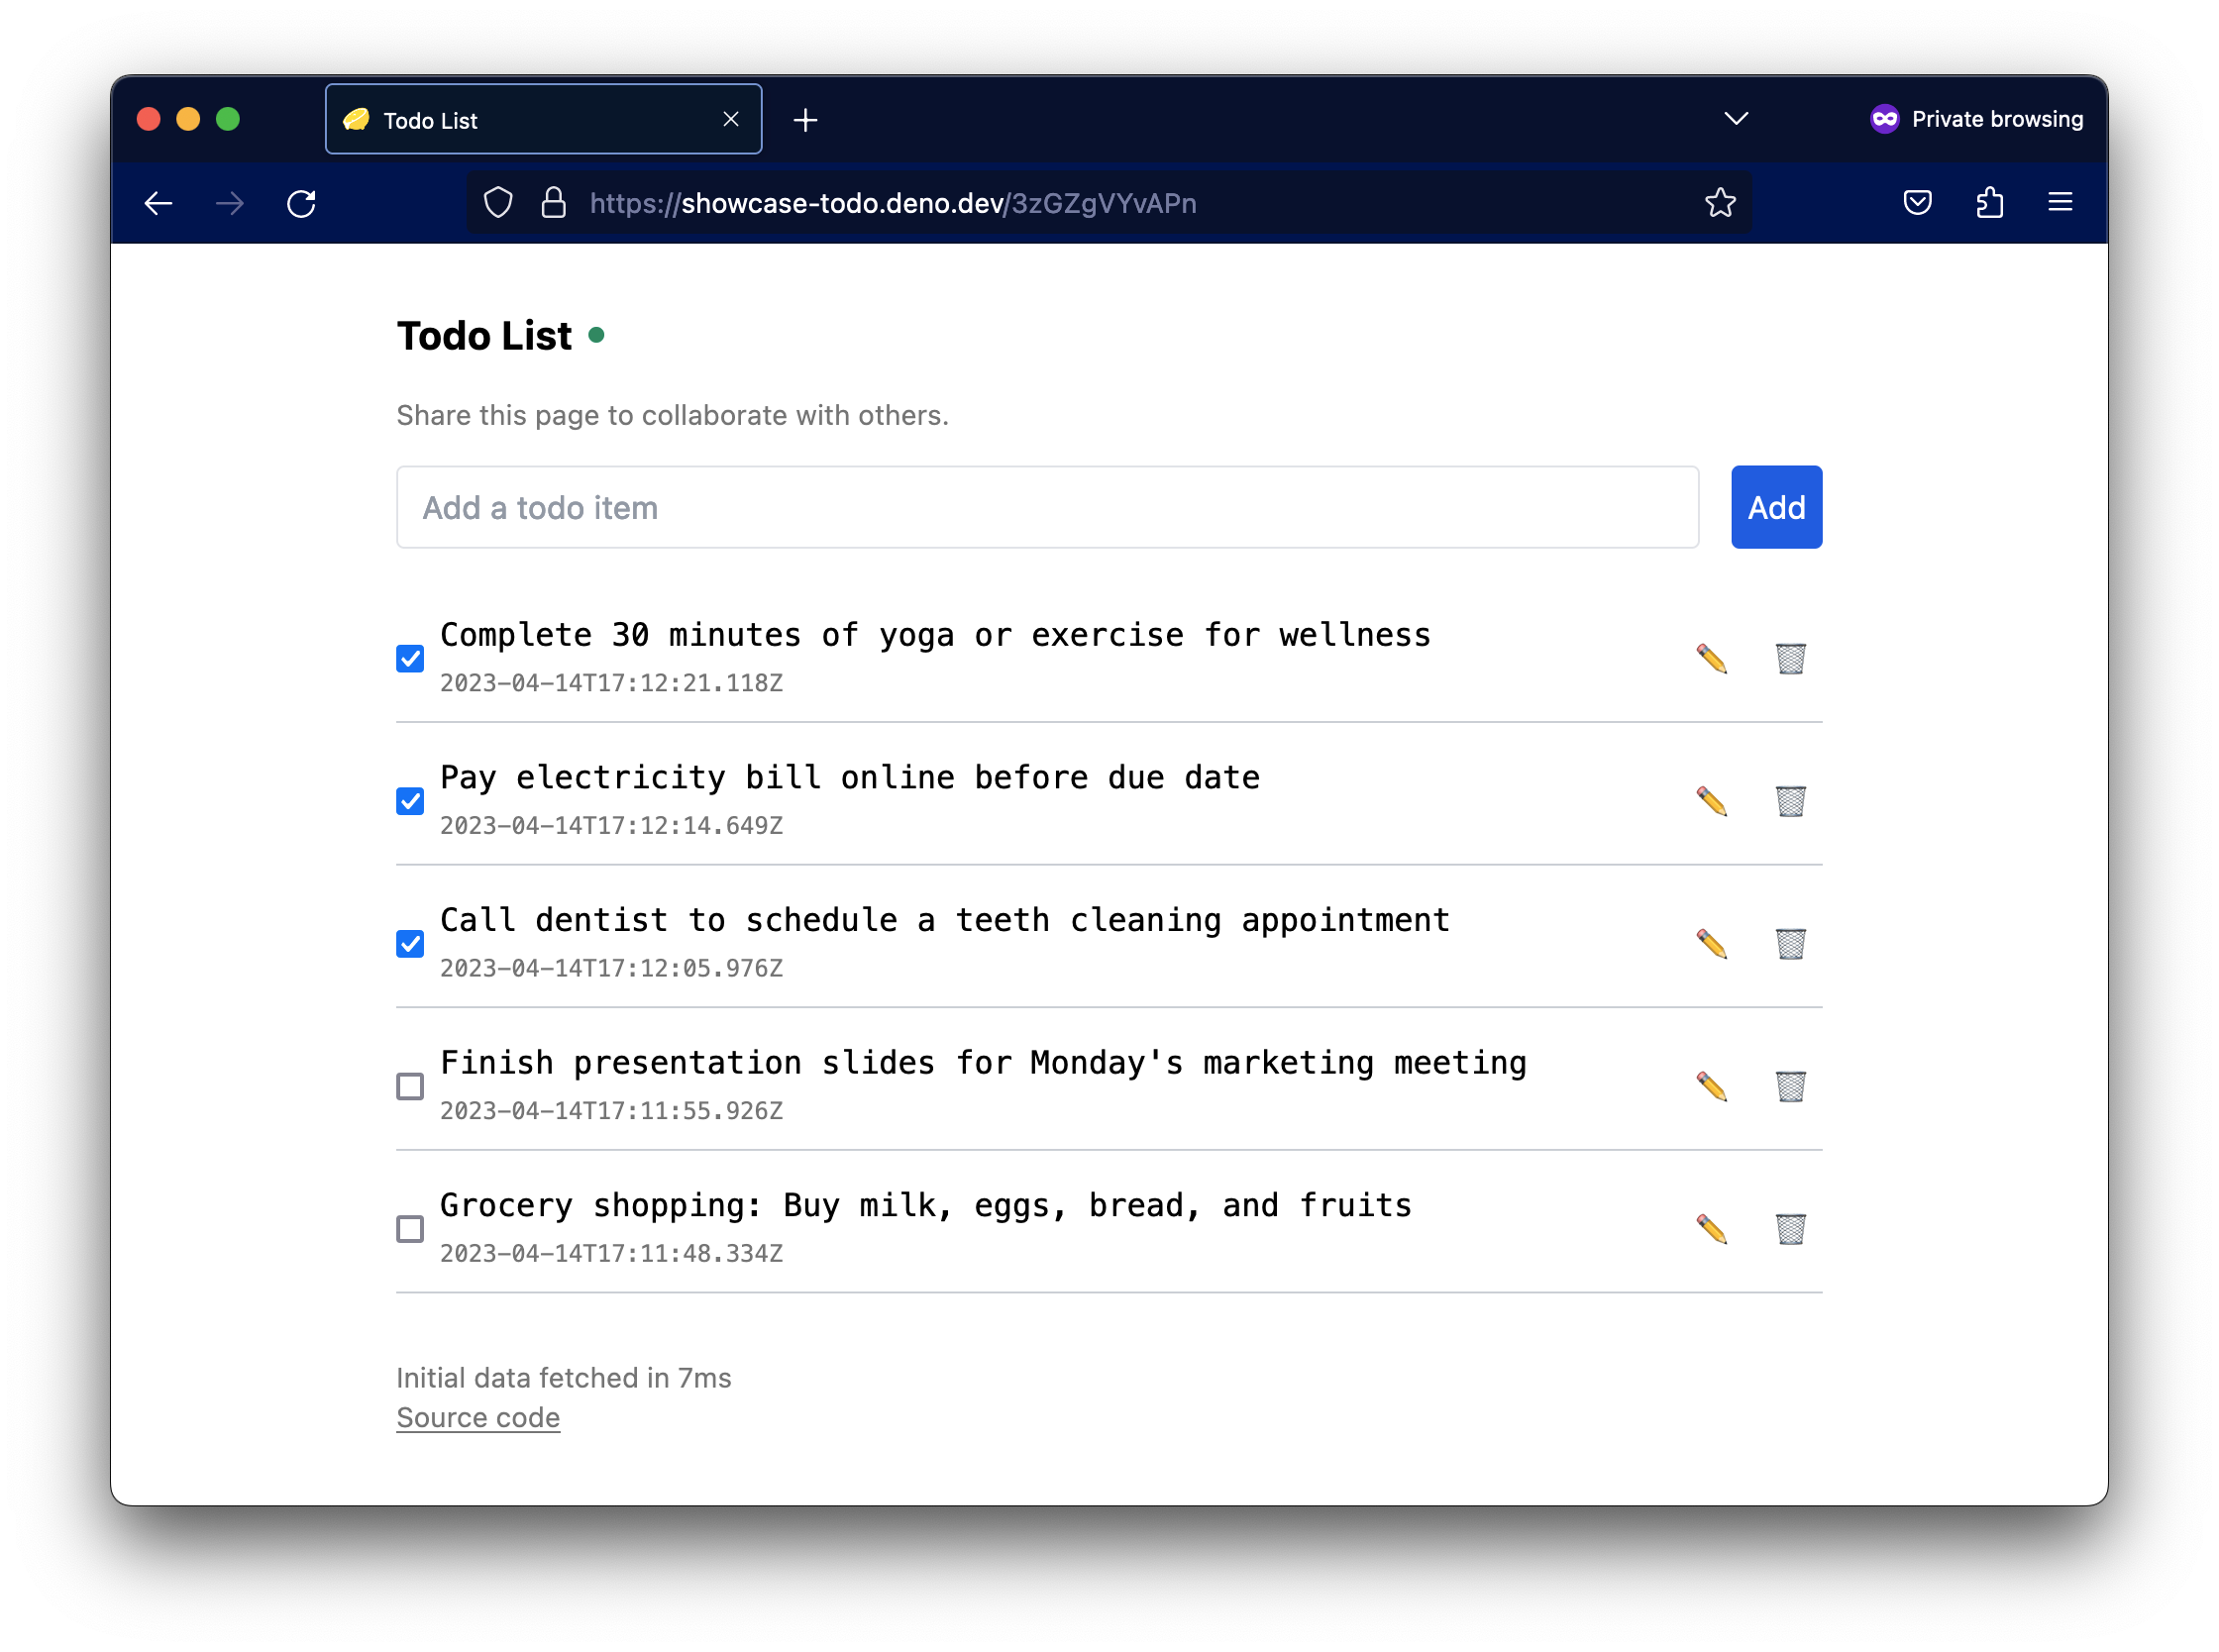 Todo List
Private browsing
https://showcase-todo.deno.dev/3zGZgVYvAPn
Todo List
Share this page to collaborate with others.
Add a todo item
Add
Complete 30 minutes of yoga or exercise for wellness
2023-04-14T17:12:21.118Z
Pay electricity bill online before due date
2023-04-14T17:12:14.649Z
Call dentist to schedule a teeth cleaning appointment
2023-04-14T17:12:05.976Z
Finish presentation slides for Monday's marketing meeting
2023-04-14T17:11:55.926Z
Grocery shopping: Buy milk, eggs, bread, and fruits
2023-04-14T17:11:48.334Z
Initial data fetched in 7ms
Source code